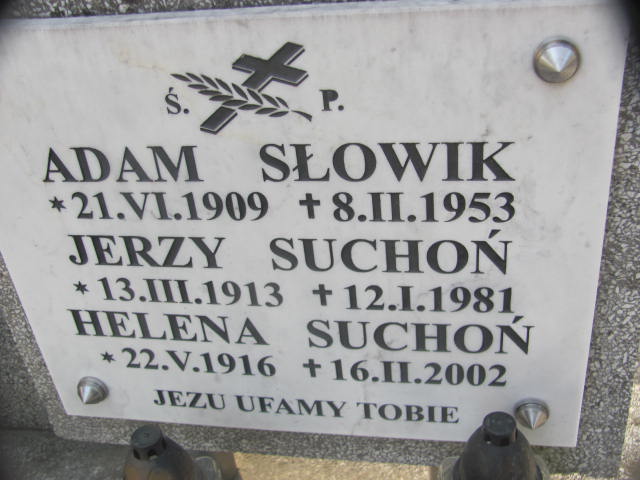 Ś. P.
ADAM SŁOWIK
*21.VI.1909 †8.II.1953
JERZY SUCHOŃ
*13.III.1913 †12.I.1981
HELENA SUCHOŃ
*22.V.1916 †16.II.2002
JEZU UFAMY TOBIE